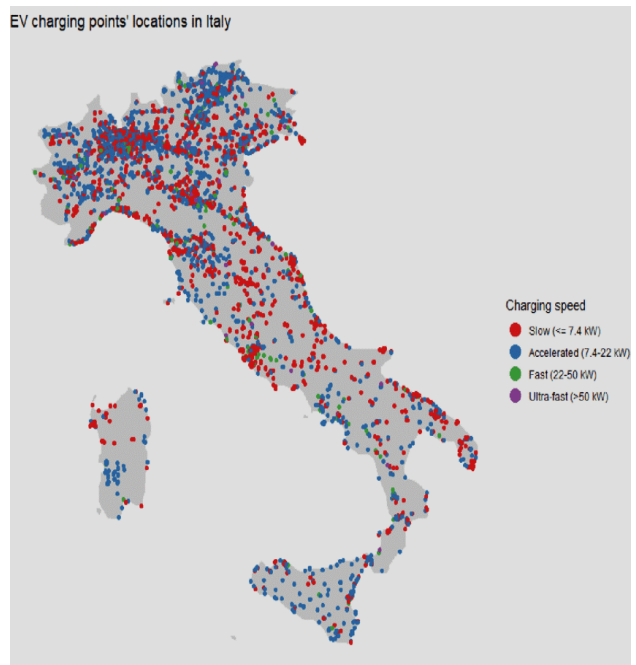 EV charging points' locations in Italy
Charging speed
Slow (<= 7.4 kW)
Accelerated (7.4-22 kW)
Fast (22-50 kW)
Ultra-fast (>50 kW)